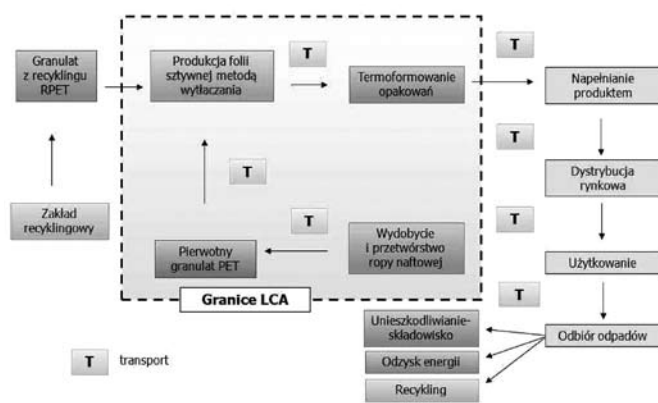 Granulat
z recyklingu
RPET
Produkcja folii
sztywnej metodą
wytłaczania
T
Termoformowanie
opakowań
T
Napełnianie
produktem
T
Dystrybucja
rynkowa
T
Zakład
recyklingowy
T
Pierwotny
granulat PET
T
Wydobycie
i przetwórstwo
ropy naftowej
Użytkowanie
T
Granice LCA
Unieszkodliwianie-
składowisko
Odbiór odpadów
Odzysk energii
Recykling
T transport